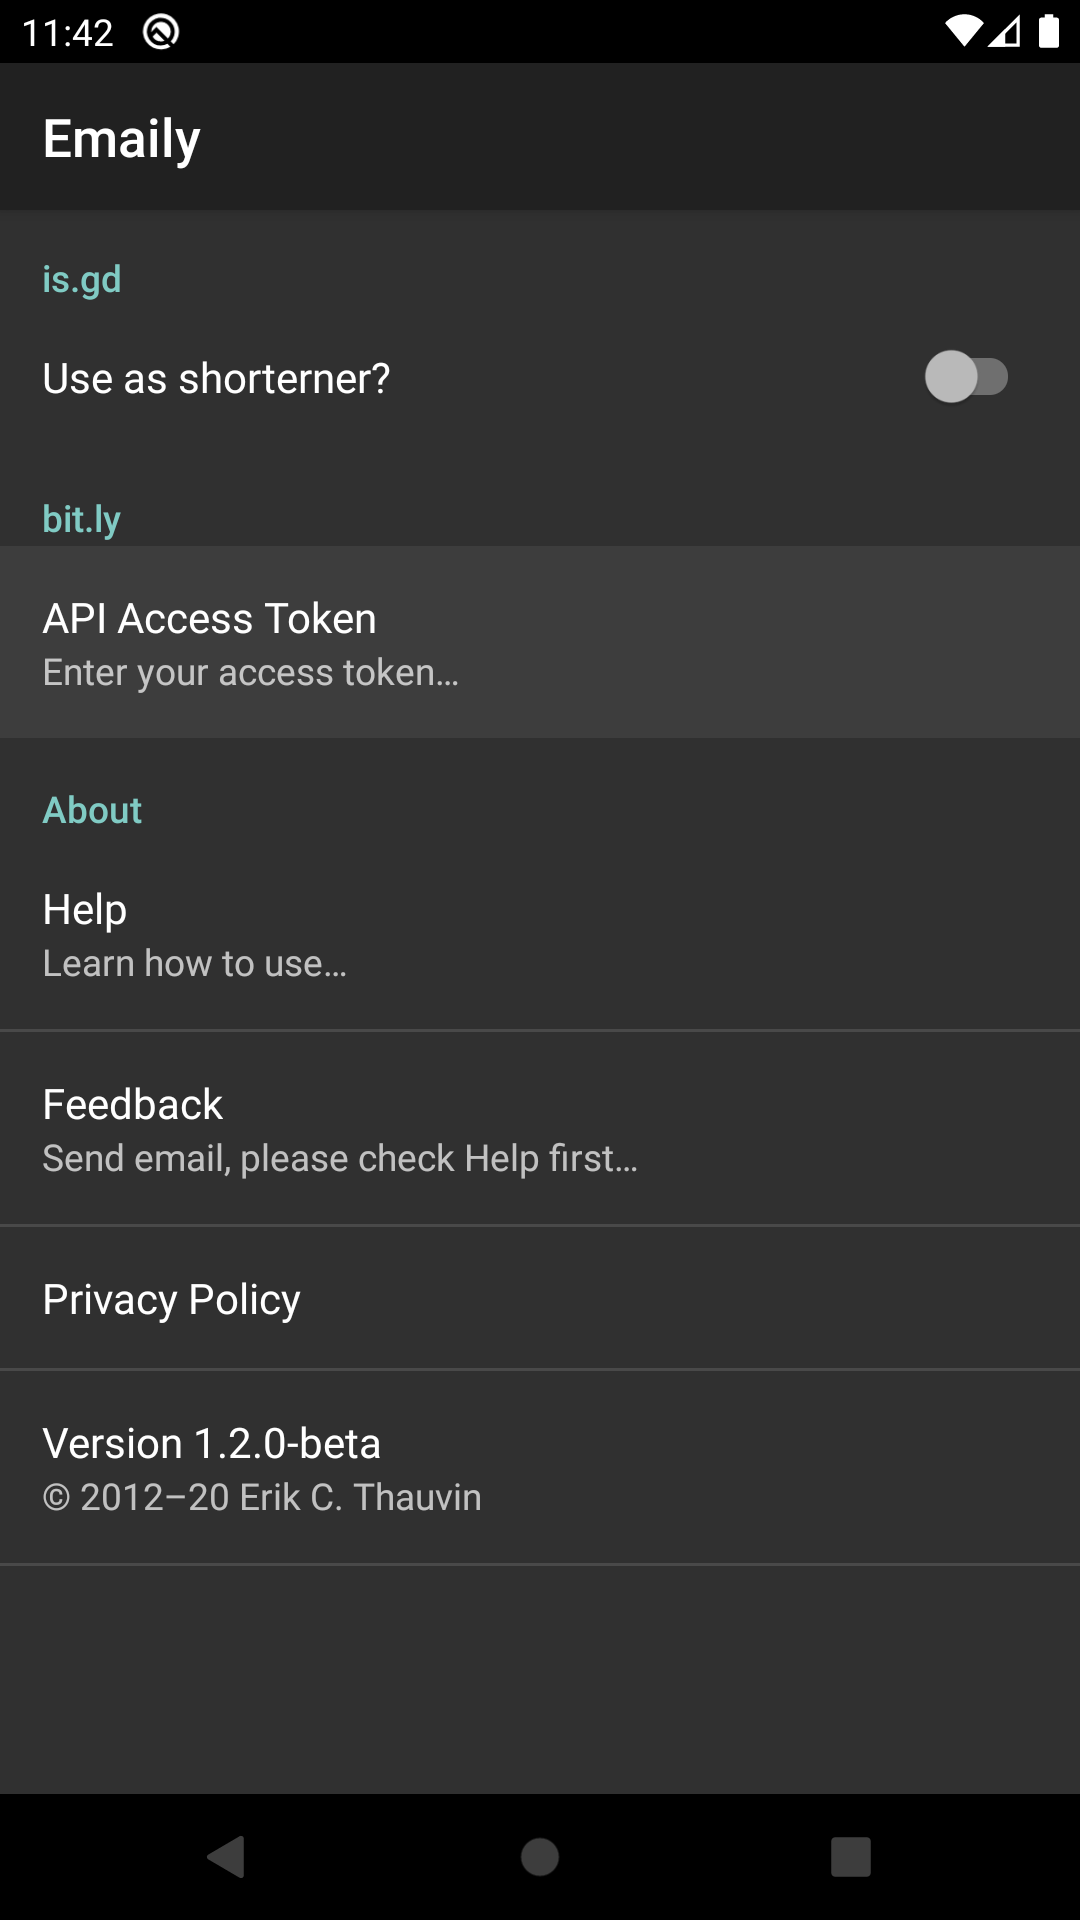 11:42
Emaily
is.gd
Use as shorterner?
bit.ly
API Access Token
Enter your access token…
About
Help
Learn how to use…
Feedback
Send email, please check Help first…
Privacy Policy
Version 1.2.0-beta
© 2012–20 Erik C. Thauvin